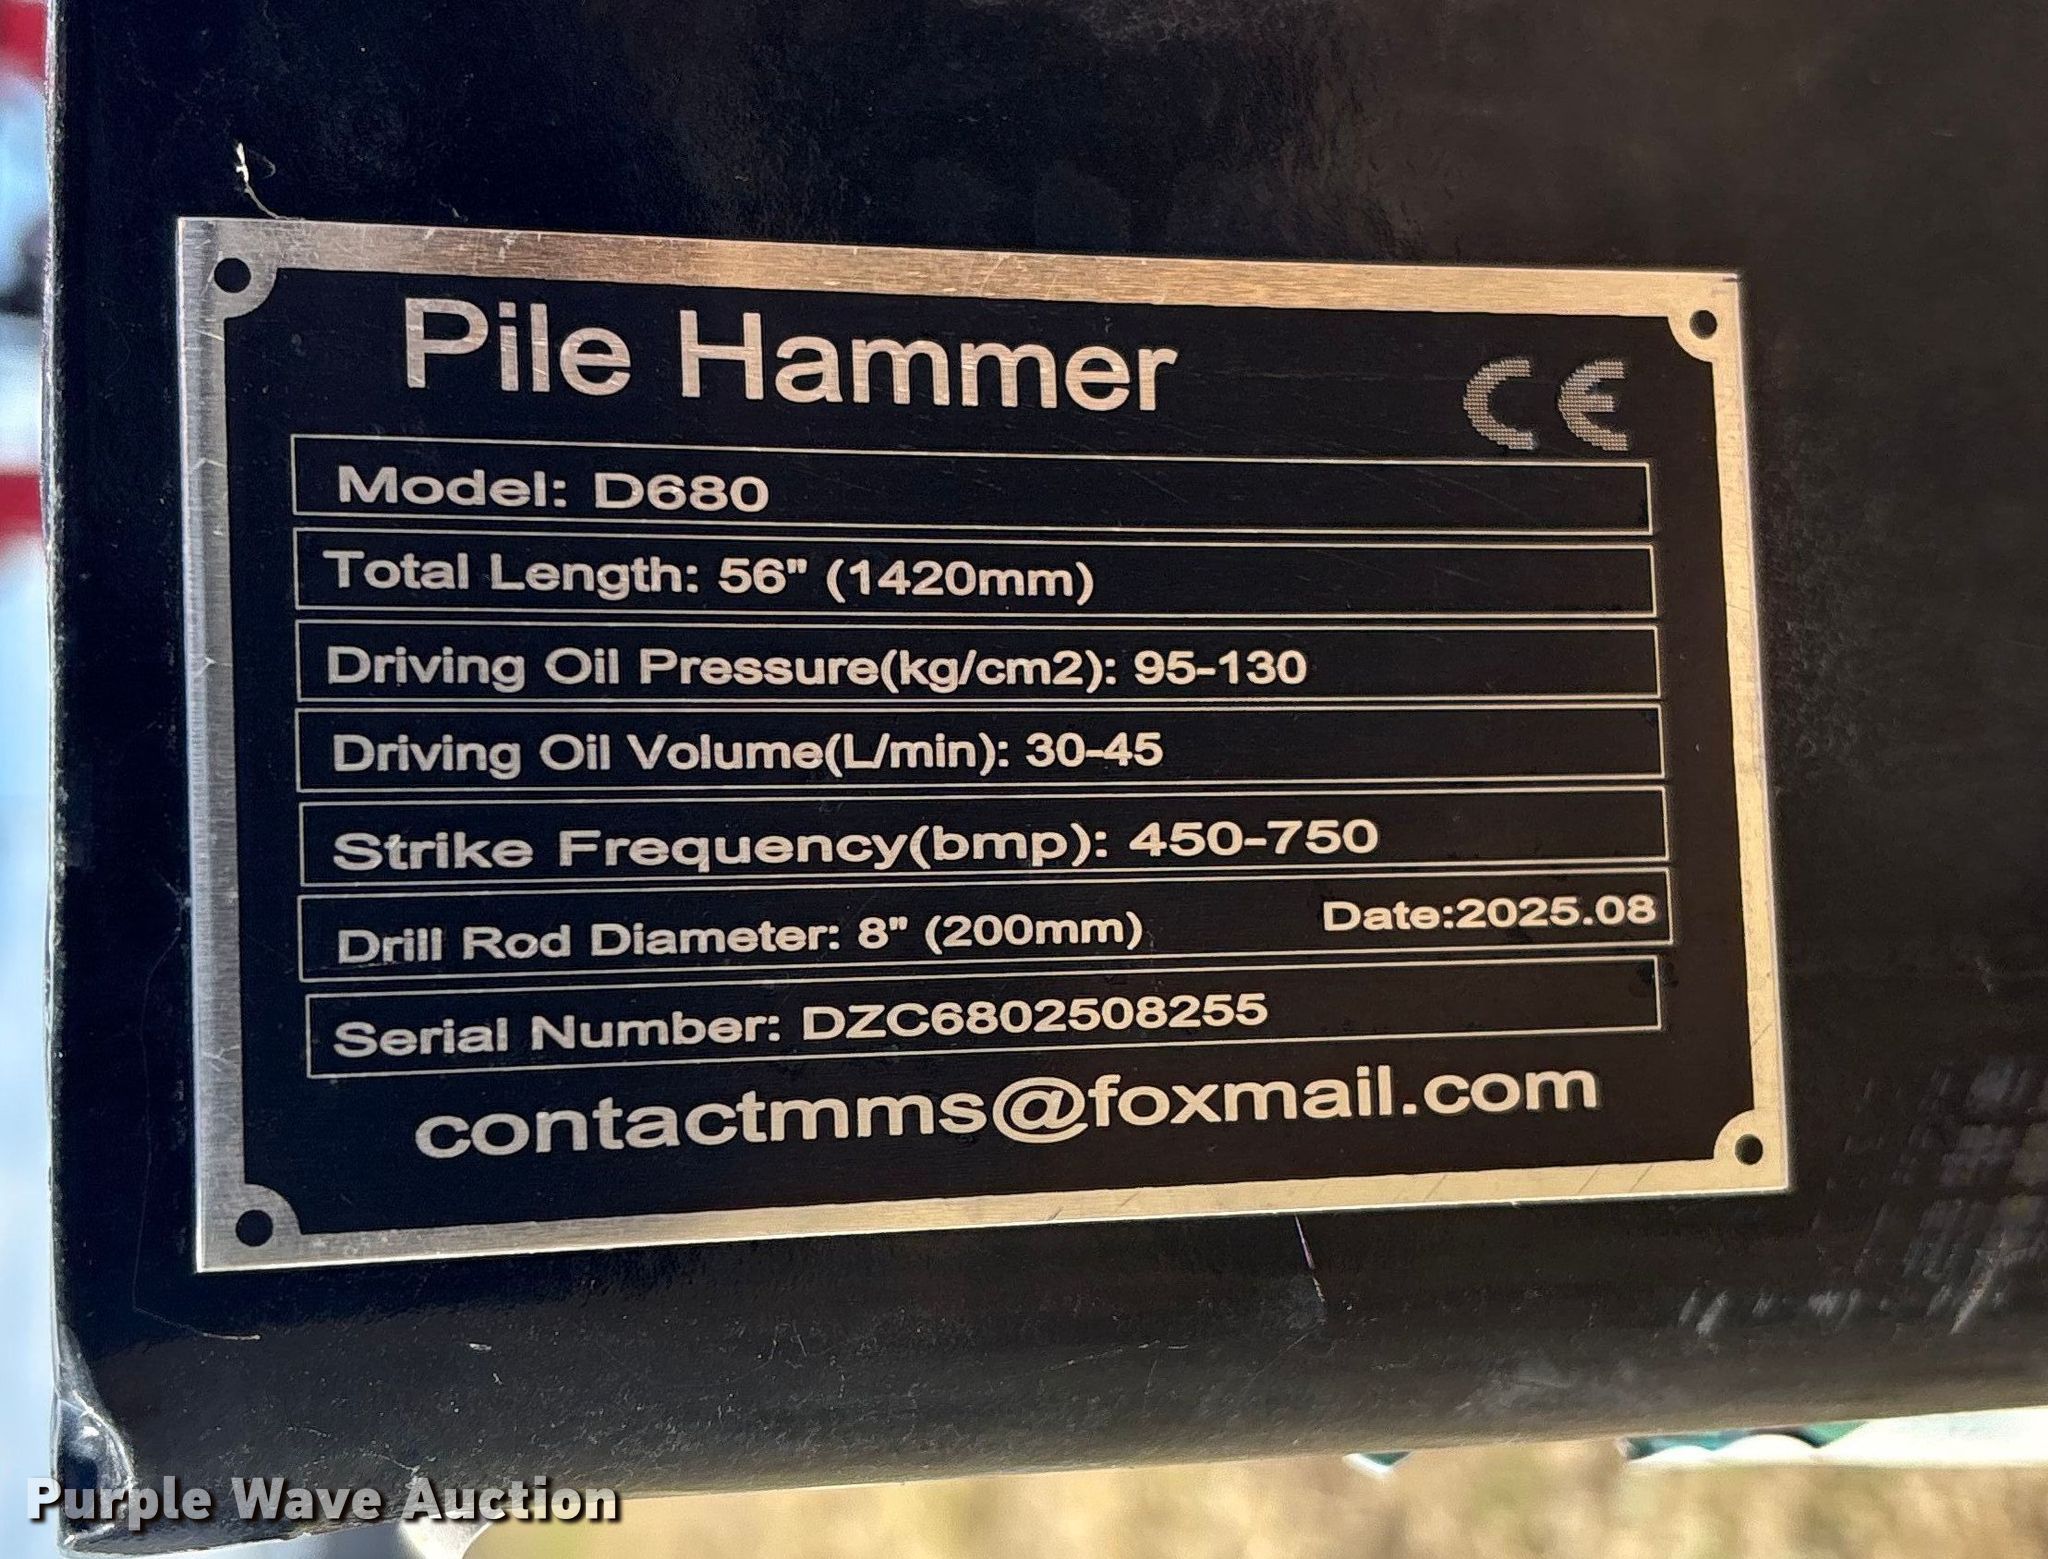 Pile Hammer
CE
Model: D680
Total Length: 56" (1420mm)
Driving Oil Pressure(kg/cm2): 95-130
Driving Oil Volume(L/min): 30-45
Strike Frequency(bmp): 450-750
Drill Rod Diameter: 8" (200mm) Date:2025.08
Serial Number: DZC6802508255
contactmms@foxmail.com
Purple Wave Auction